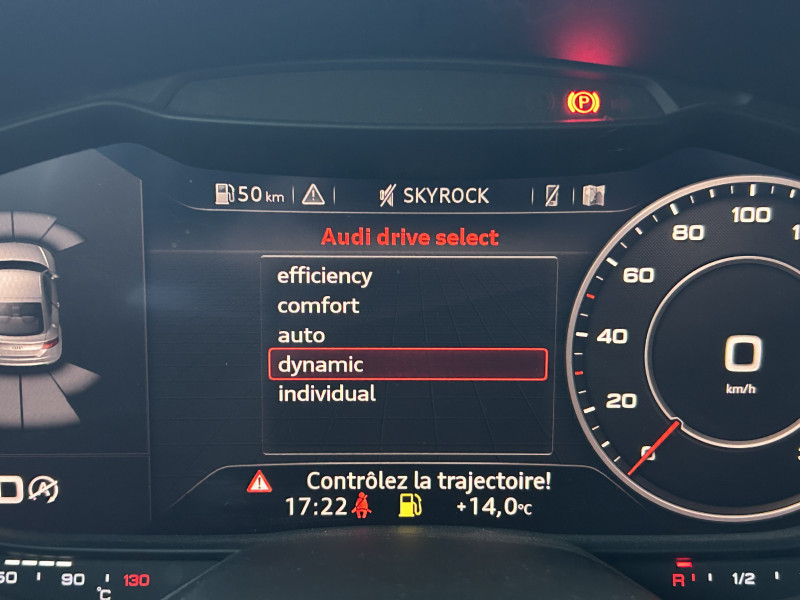 P
50 km SKYROCK
Audi drive select
efficiency
comfort
auto
dynamic
individual
100
80
60
40
20
0
km/h
Contrôlez la trajectoire!
17:22 +14,0°C
A
90 130
°C
R 1/2